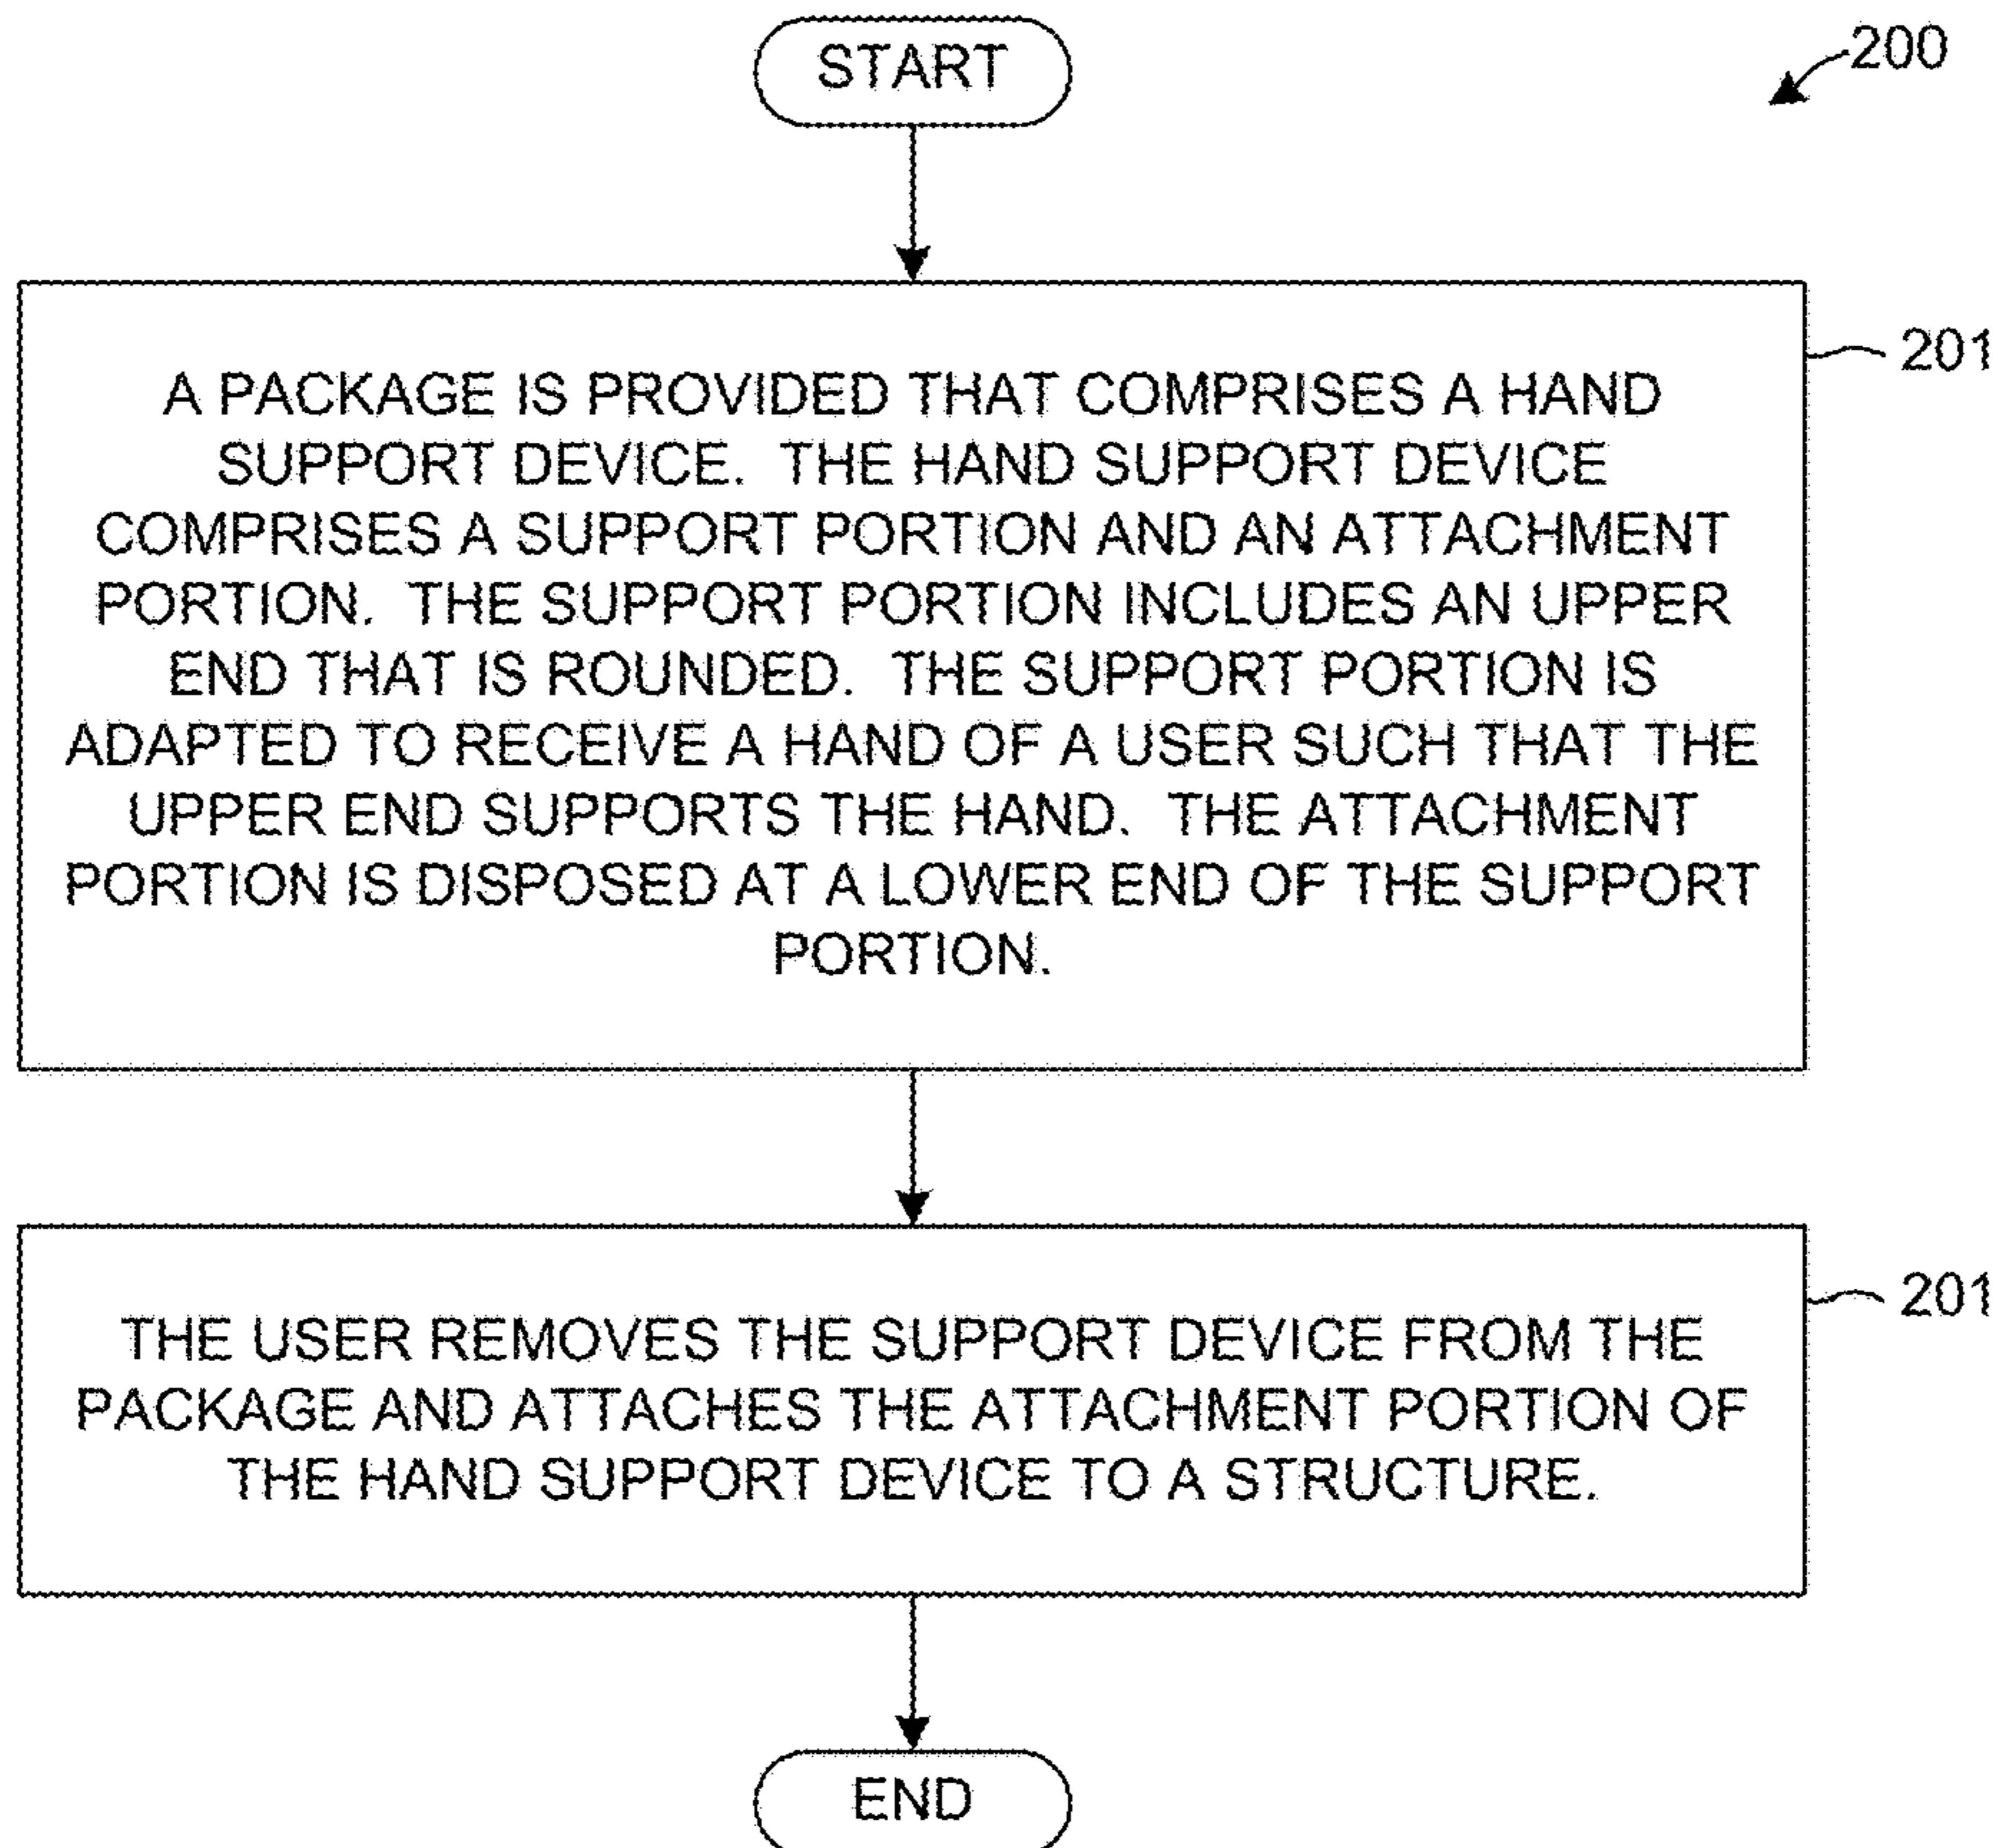 START
200
A PACKAGE IS PROVIDED THAT COMPRISES A HAND
SUPPORT DEVICE. THE HAND SUPPORT DEVICE
COMPRISES A SUPPORT PORTION AND AN ATTACHMENT
PORTION. THE SUPPORT PORTION INCLUDES AN UPPER
END THAT IS ROUNDED. THE SUPPORT PORTION IS
ADAPTED TO RECEIVE A HAND OF A USER SUCH THAT THE
UPPER END SUPPORTS THE HAND. THE ATTACHMENT
PORTION IS DISPOSED AT A LOWER END OF THE SUPPORT
PORTION.
201
THE USER REMOVES THE SUPPORT DEVICE FROM THE
PACKAGE AND ATTACHES THE ATTACHMENT PORTION OF
THE HAND SUPPORT DEVICE TO A STRUCTURE.
201
END